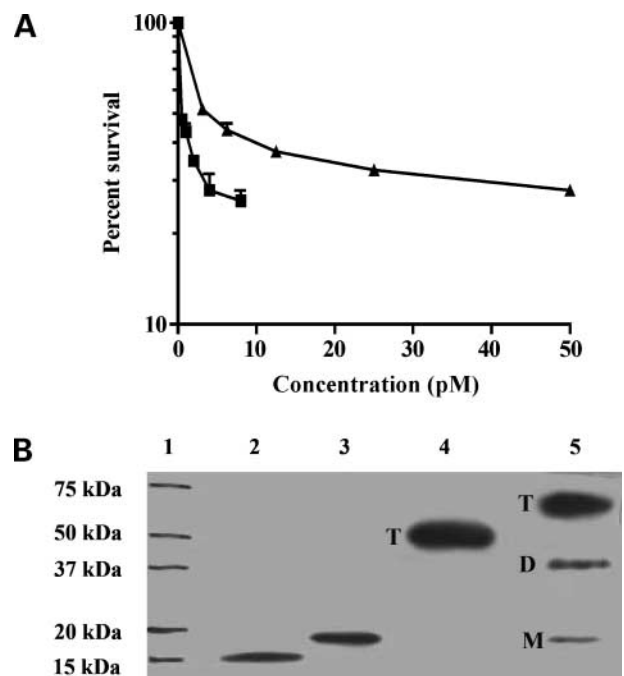 A
100
10
Percent survival
0 10 20 30 40 50
Concentration (pM)
B
1 2 3 4 5
75 kDa
T
50 kDa
T
37 kDa
D
20 kDa
M
15 kDa